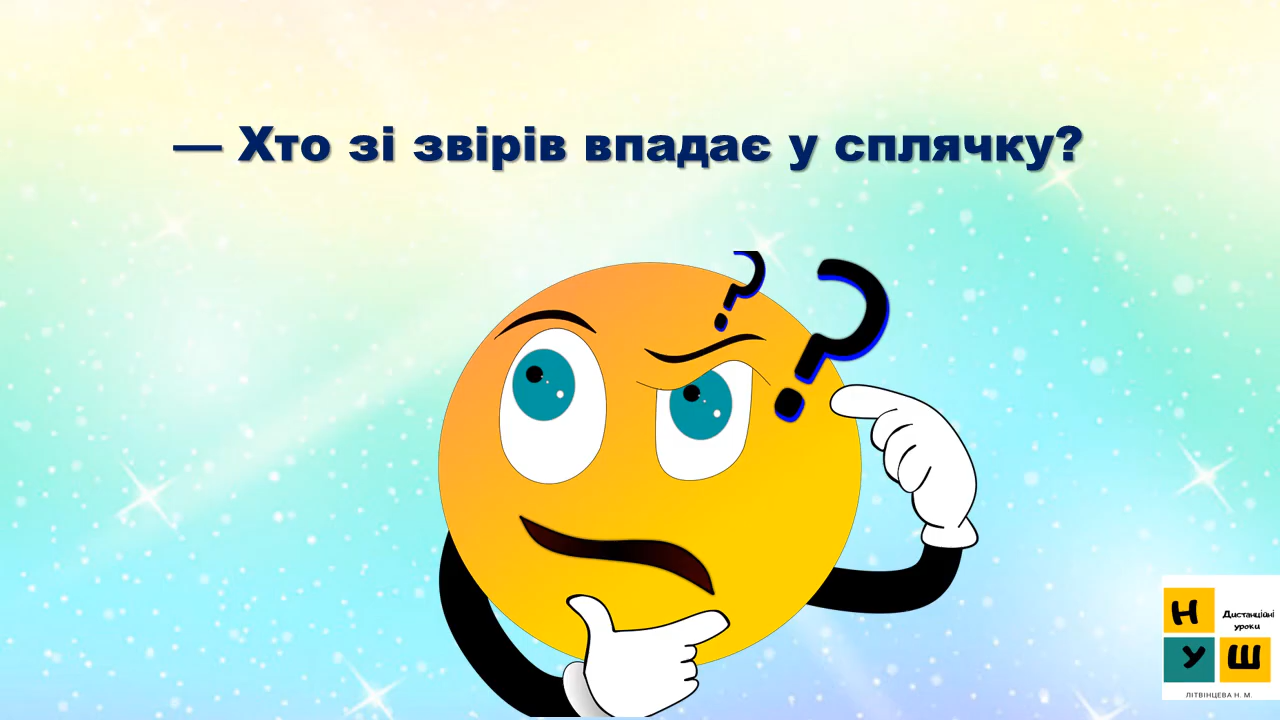 — Хто зі звірів впадає у сплячку?
? ?
Н Дистанційні
уроки
У Ш
ЛІТВІНЦЕВА Н. М.